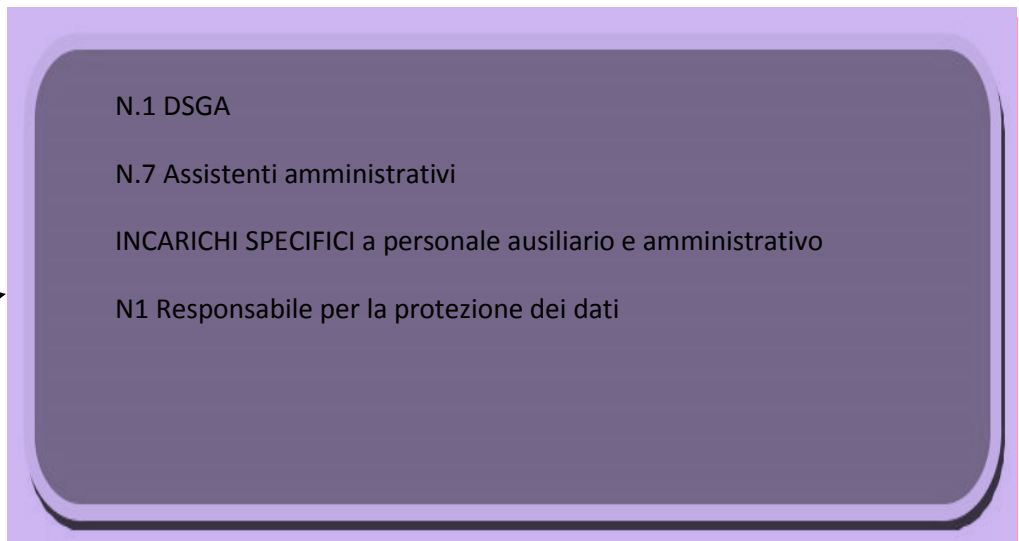 N.1 DSGA
N.7 Assistenti amministrativi
INCARICHI SPECIFICI a personale ausiliario e amministrativo
N1 Responsabile per la protezione dei dati